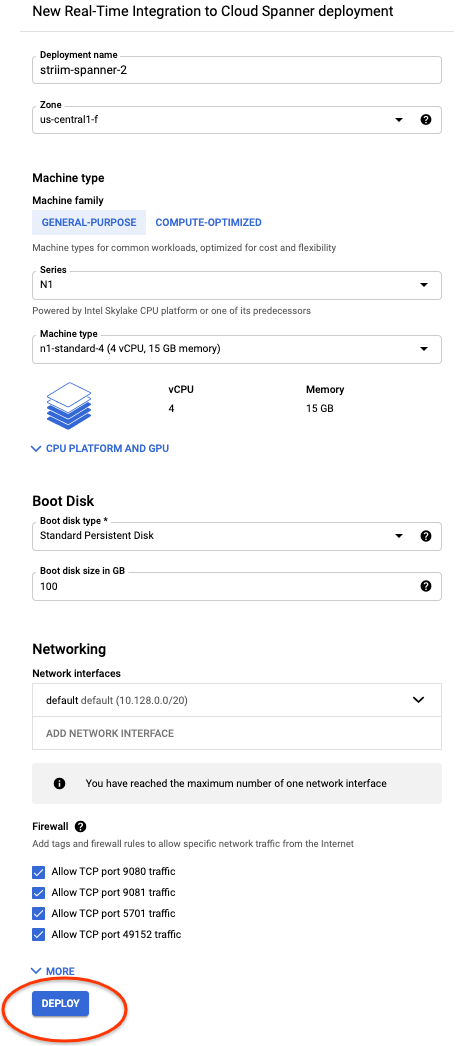 New Real-Time Integration to Cloud Spanner deployment
Deployment name
striim-spanner-2
Zone
us-central1-f
Machine type
Machine family
GENERAL-PURPOSE COMPUTE-OPTIMIZED
Machine types for common workloads, optimized for cost and flexibility
Series
N1
Powered by Intel Skylake CPU platform or one of its predecessors
Machine type
n1-standard-4 (4 vCPU, 15 GB memory)
vCPU Memory
4 15 GB
CPU PLATFORM AND GPU
Boot Disk
Boot disk type *
Standard Persistent Disk
Boot disk size in GB
100
Networking
Network interfaces
default default (10.128.0.0/20)
ADD NETWORK INTERFACE
You have reached the maximum number of one network interface
Firewall
Add tags and firewall rules to allow specific network traffic from the Internet
Allow TCP port 9080 traffic
Allow TCP port 9081 traffic
Allow TCP port 5701 traffic
Allow TCP port 49152 traffic
MORE
DEPLOY